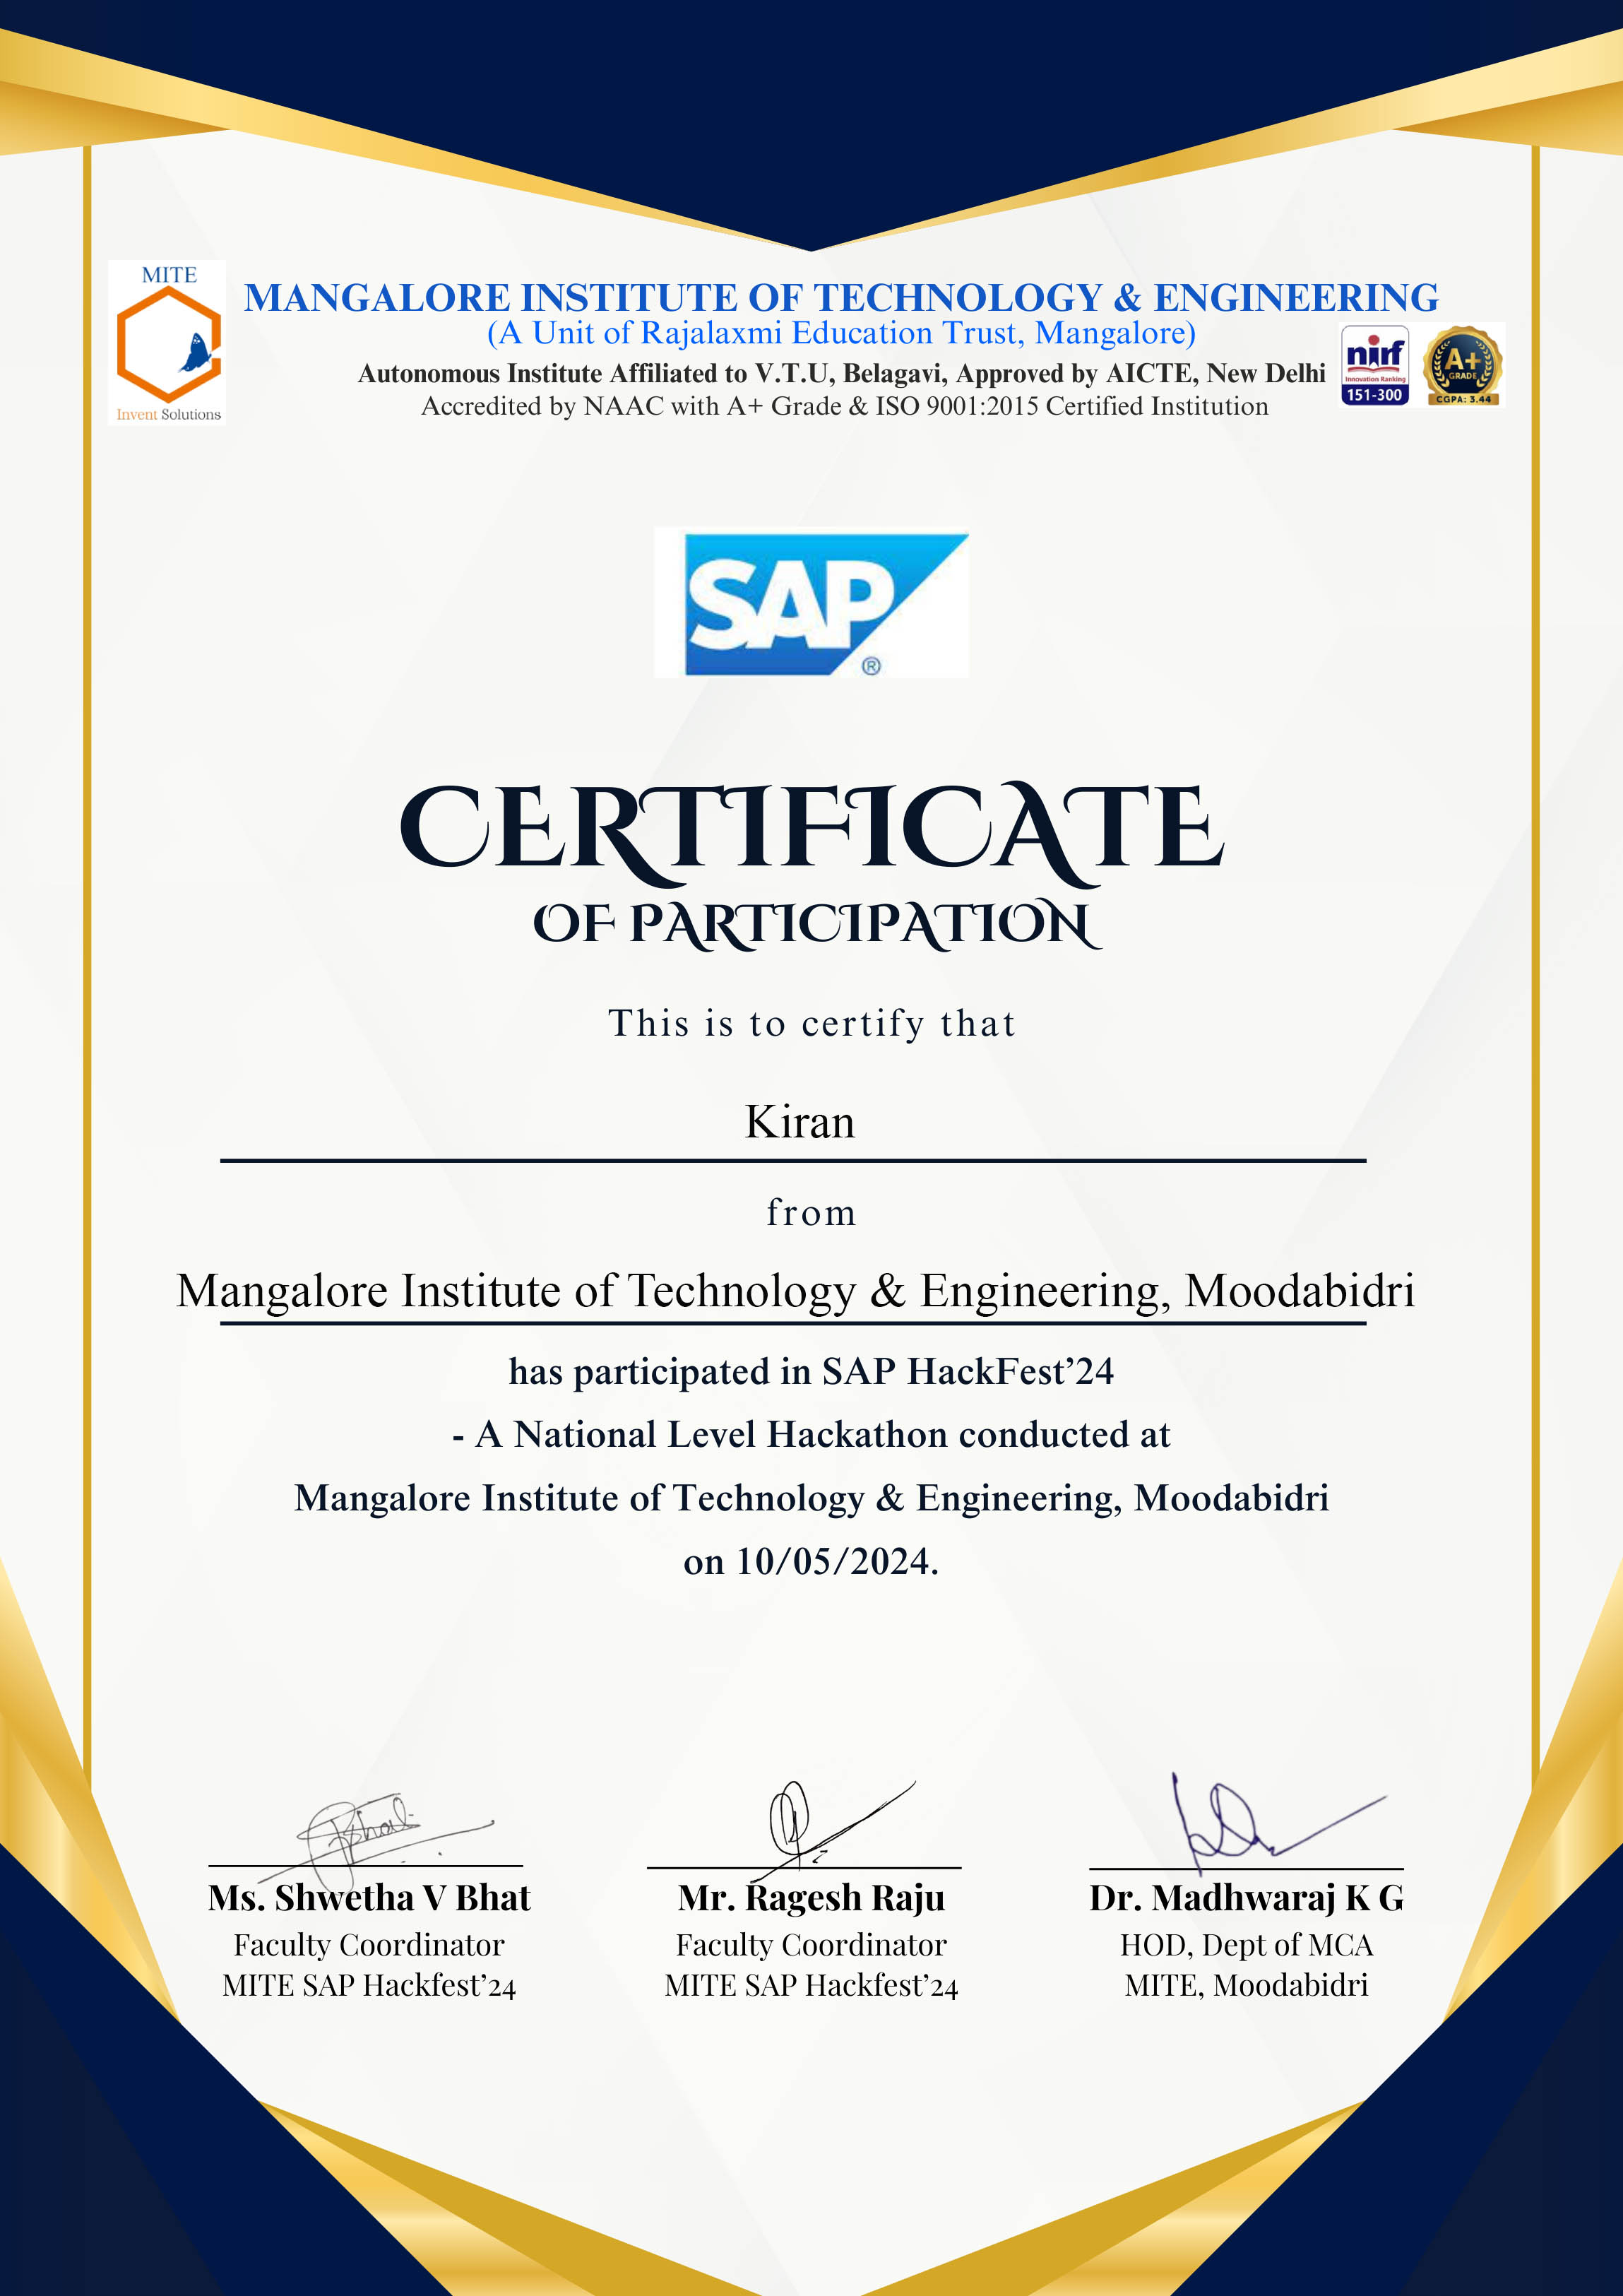 MITE
Invent Solutions
MANGALORE INSTITUTE OF TECHNOLOGY & ENGINEERING
(A Unit of Rajalaxmi Education Trust, Mangalore)
Autonomous Institute Affiliated to V.T.U, Belagavi, Approved by AICTE, New Delhi
Accredited by NAAC with A+ Grade & ISO 9001:2015 Certified Institution
nirf
Innovation Ranking
151-300
A+
GRADE
CGPA: 3.44
SAP
®
CERTIFICATE
OF PARTICIPATION
This is to certify that
Kiran
from
Mangalore Institute of Technology & Engineering, Moodabidri
has participated in SAP HackFest’24
- A National Level Hackathon conducted at
Mangalore Institute of Technology & Engineering, Moodabidri
on 10/05/2024.
Ms. Shwetha V Bhat
Faculty Coordinator
MITE SAP Hackfest’24
Mr. Ragesh Raju
Faculty Coordinator
MITE SAP Hackfest’24
Dr. Madhwaraj K G
HOD, Dept of MCA
MITE, Moodabidri